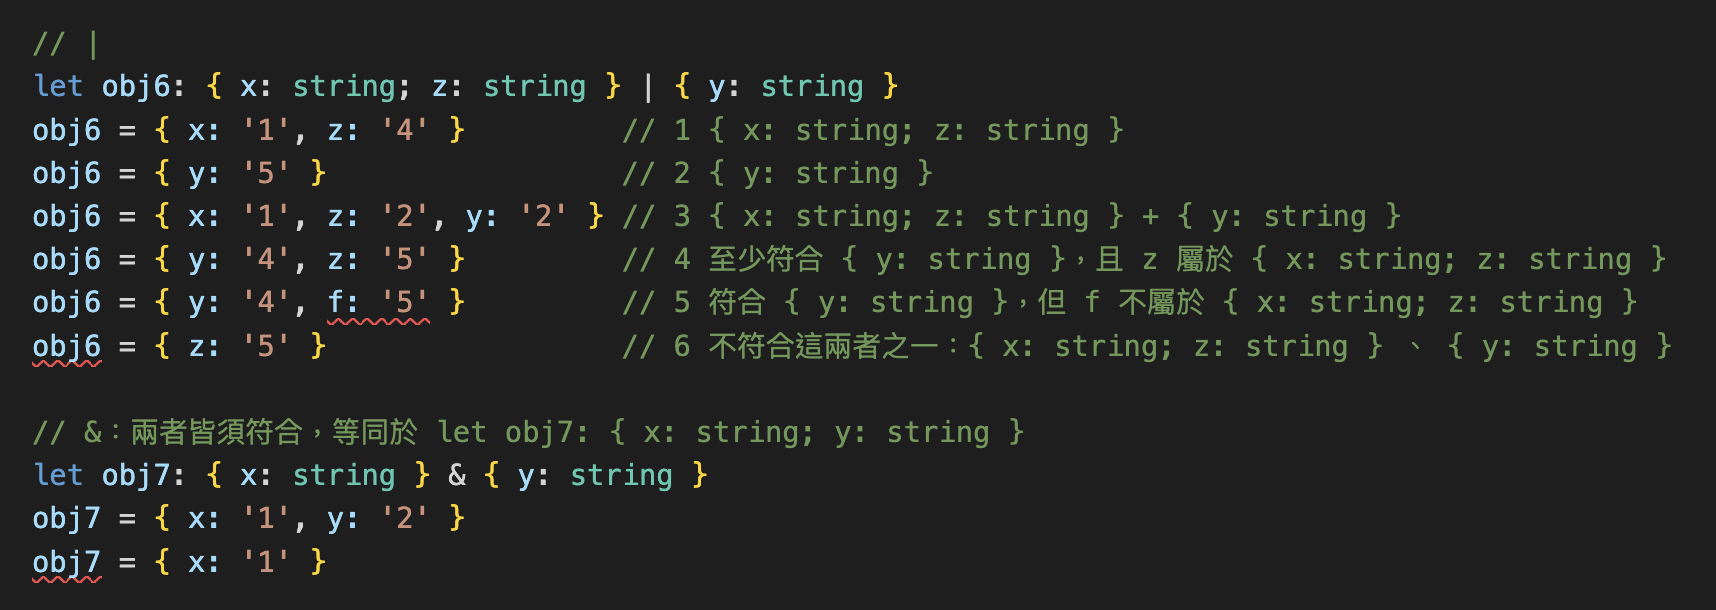 // |
let obj6: { x: string; z: string } | { y: string }
obj6 = { x: '1', z: '4' }         // 1 { x: string; z: string }
obj6 = { y: '5' }                 // 2 { y: string }
obj6 = { x: '1', z: '2', y: '2' } // 3 { x: string; z: string } + { y: string }
obj6 = { y: '4', z: '5' }         // 4 至少符合 { y: string }，且 z 屬於 { x: string; z: string }
obj6 = { y: '4', f: '5' }         // 5 符合 { y: string }，但 f 不屬於 { x: string; z: string }
obj6 = { z: '5' }                 // 6 不符合這兩者之一：{ x: string; z: string } 、 { y: string }
// &：兩者皆須符合，等同於 let obj7: { x: string; y: string }
let obj7: { x: string } & { y: string }
obj7 = { x: '1', y: '2' }
obj7 = { x: '1' }